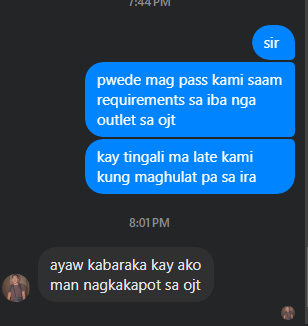 7:44 PM
sir
pwede mag pass kami saam
requirements sa iba nga
outlet sa ojt
kay tingali ma late kami
kung maghulat pa sa ira
8:01 PM
ayaw kabaraka kay ako
man nagkakapot sa ojt